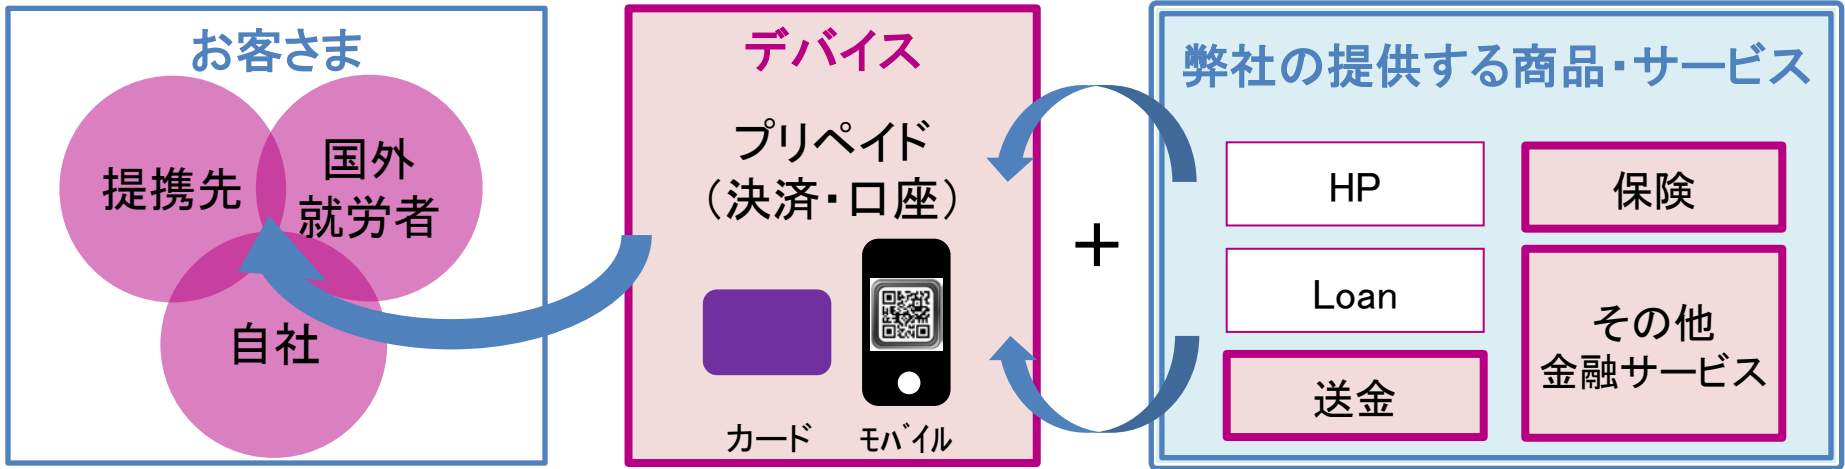 お客さま
提携先
国外
就労者
自社
デバイス
プリペイド
（決済・口座）
カード
ﾓﾊﾞｲﾙ
＋
弊社の提供する商品・サービス
HP
保険
Loan
その他
金融サービス
送金